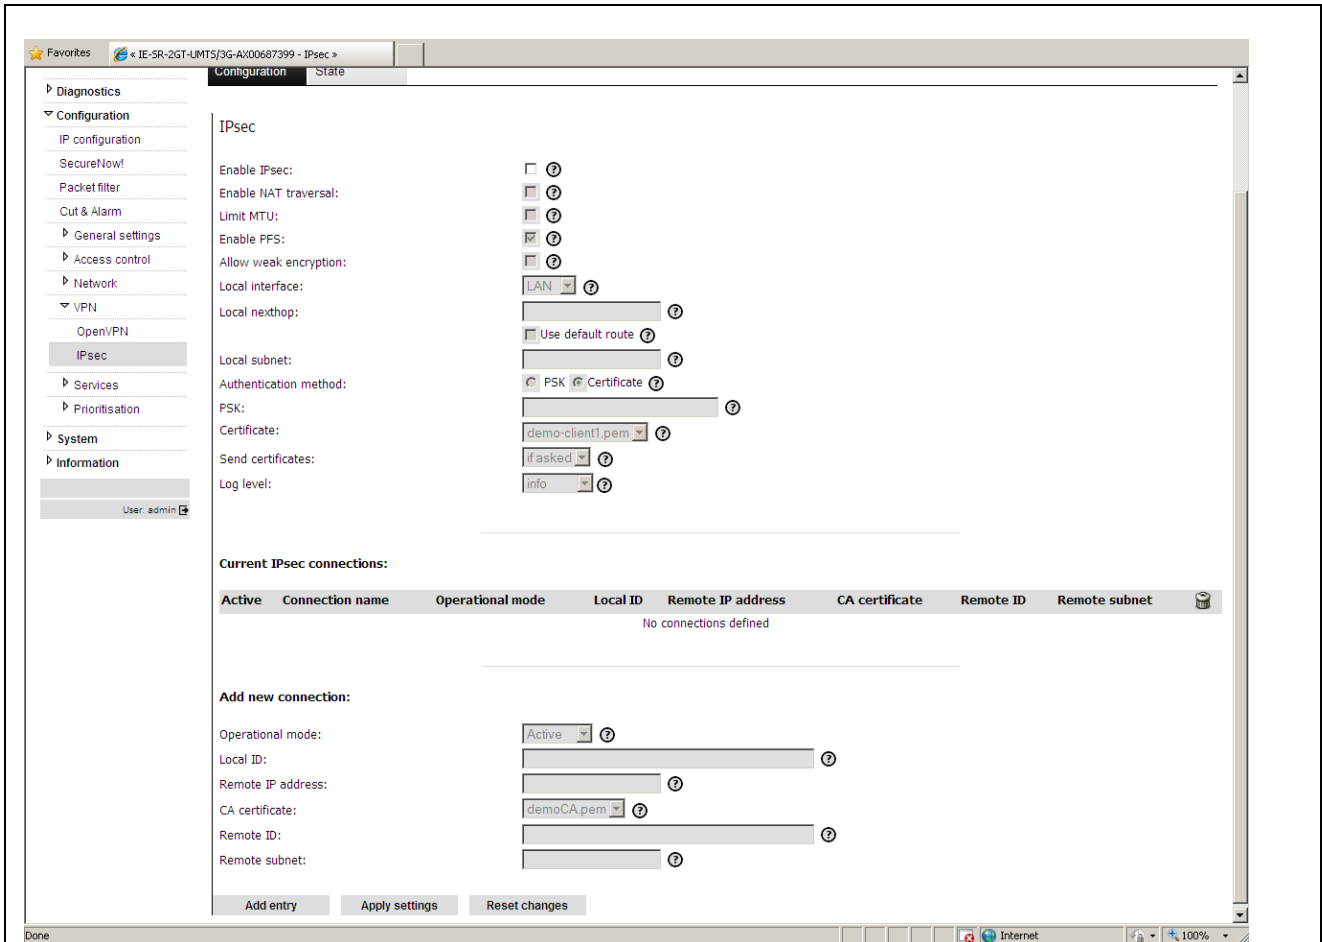 Favorites
« IE-SR-2GT-UMTS/3G-AX00687399 - IPsec »
Configuration State
Diagnostics
Configuration
IP configuration
SecureNow!
Packet filter
Cut & Alarm
General settings
Access control
Network
VPN
OpenVPN
IPsec
Services
Prioritisation
System
Information
User: admin
IPsec
Enable IPsec: ?
Enable NAT traversal: ?
Limit MTU: ?
Enable PFS: ?
Allow weak encryption: ?
Local interface: LAN ?
Local nexthop: ?
Use default route ?
Local subnet: ?
Authentication method: PSK Certificate ?
PSK: ?
Certificate: demo-client1.pem ?
Send certificates: if asked ?
Log level: info ?
Current IPsec connections:
Active Connection name Operational mode Local ID Remote IP address CA certificate Remote ID Remote subnet
No connections defined
Add new connection:
Operational mode: Active ?
Local ID: ?
Remote IP address: ?
CA certificate: demoCA.pem ?
Remote ID: ?
Remote subnet: ?
Add entry Apply settings Reset changes
Done Internet 100%